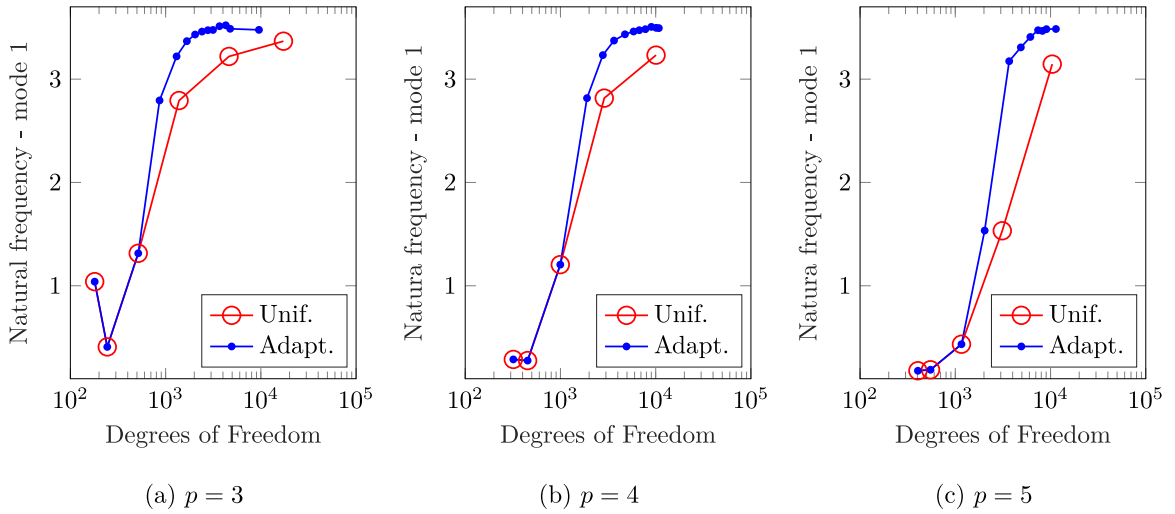 Natural frequency - mode 1
3
2
1
10^2 10^3 10^4 10^5
Degrees of Freedom
Unif.
Adapt.
(a) p = 3
Natura frequency - mode 1
3
2
1
10^2 10^3 10^4 10^5
Degrees of Freedom
Unif.
Adapt.
(b) p = 4
Natura frequency - mode 1
3
2
1
10^2 10^3 10^4 10^5
Degrees of Freedom
Unif.
Adapt.
(c) p = 5